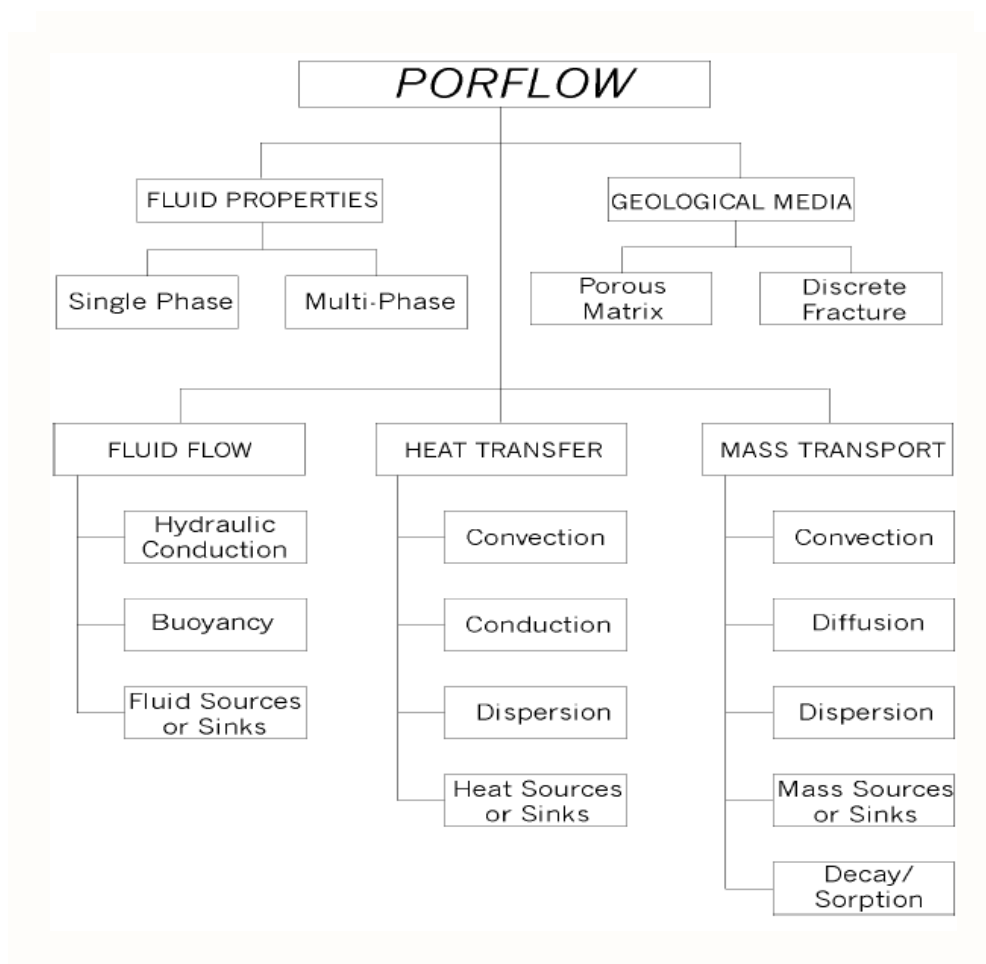 PORFLOW
FLUID PROPERTIES
GEOLOGICAL MEDIA
Single Phase
Multi-Phase
Porous
Matrix
Discrete
Fracture
FLUID FLOW
HEAT TRANSFER
MASS TRANSPORT
Hydraulic
Conduction
Buoyancy
Fluid Sources
or Sinks
Convection
Conduction
Dispersion
Heat Sources
or Sinks
Convection
Diffusion
Dispersion
Mass Sources
or Sinks
Decay/
Sorption